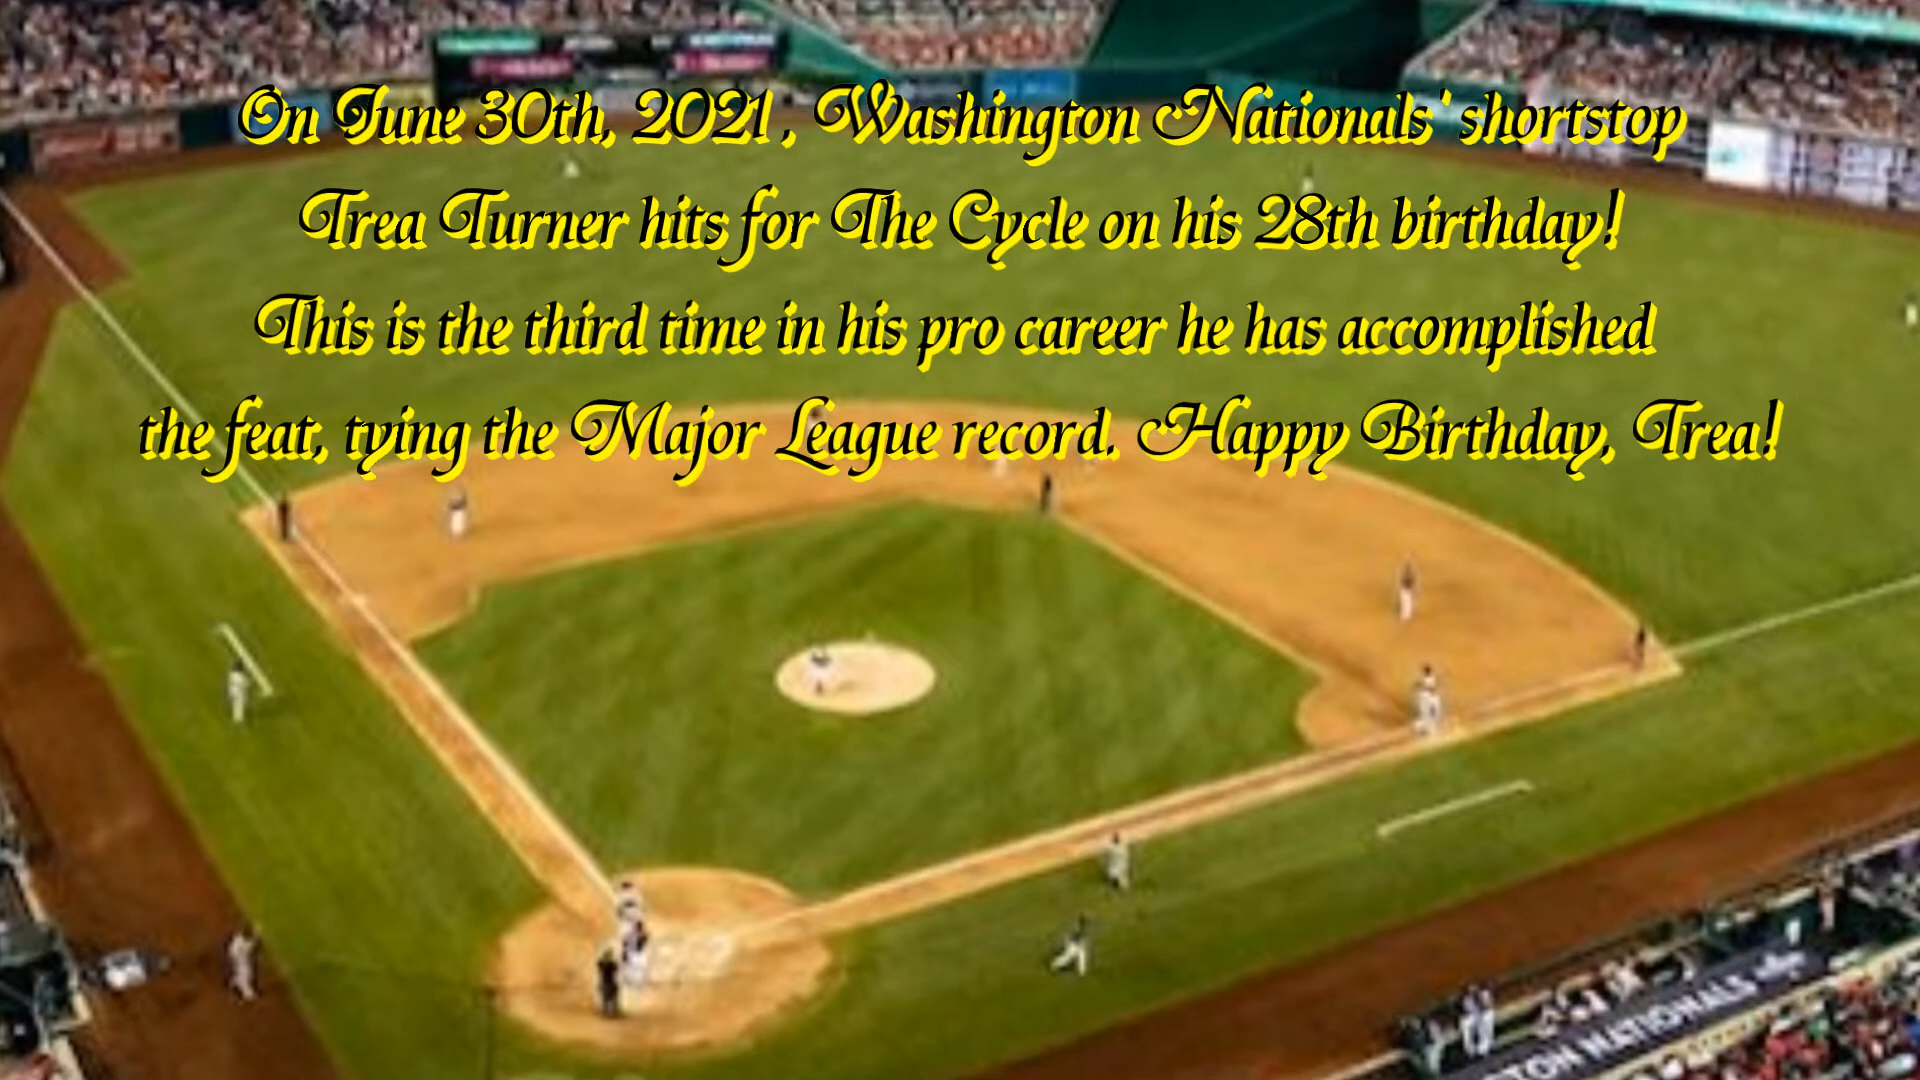 On June 30th, 2021, Washington Nationals' shortstop
Trea Turner hits for The Cycle on his 28th birthday!
This is the third time in his pro career he has accomplished
the feat, tying the Major League record. Happy Birthday, Trea!
TON NATIONALS